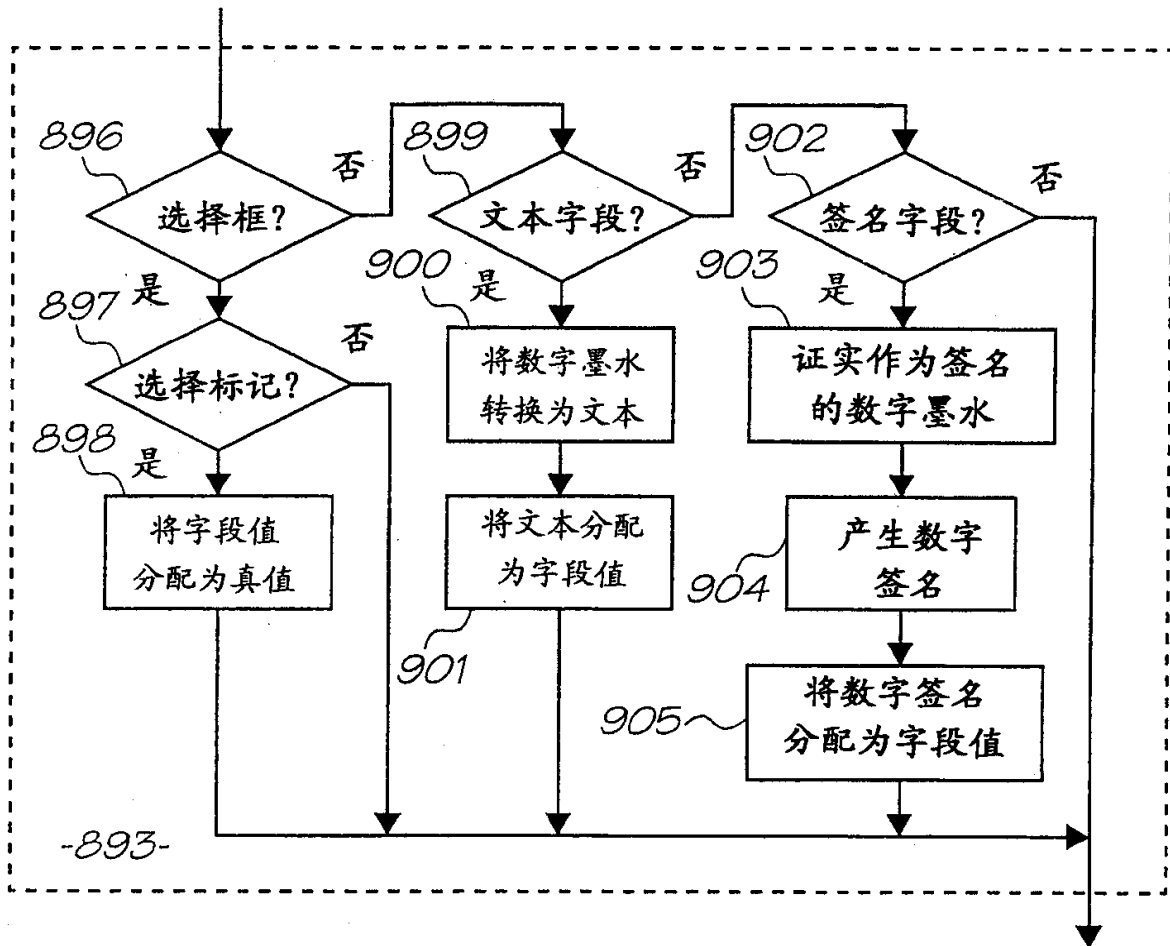 896
选择框?
否
899
文本字段?
否
902
签名字段?
否
是
897
选择标记?
否
900
是
将数字墨水
转换为文本
903
是
证实作为签名
的数字墨水
898
是
将字段值
分配为真值
将文本分配
为字段值
901
产生数字
签名
904
将数字签名
分配为字段值
905
-893-